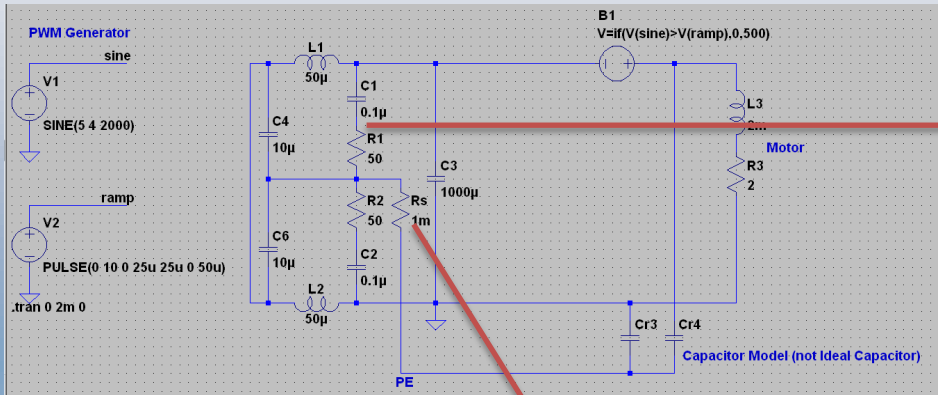 B1
V=if(V(sine)>V(ramp),0,500)
PWM Generator
sine
V1
SINE(5 4 2000)
ramp
V2
PULSE(0 10 0 25u 25u 0 50u)
.tran 0 2m 0
L1
50µ
C1
0.1µ
C4
10µ
R1
50
C3
1000µ
R2
50
Rs
1m
C6
10µ
C2
0.1µ
L2
50µ
L3
2m
Motor
R3
2
Cr3
Cr4
Capacitor Model (not Ideal Capacitor)
PE